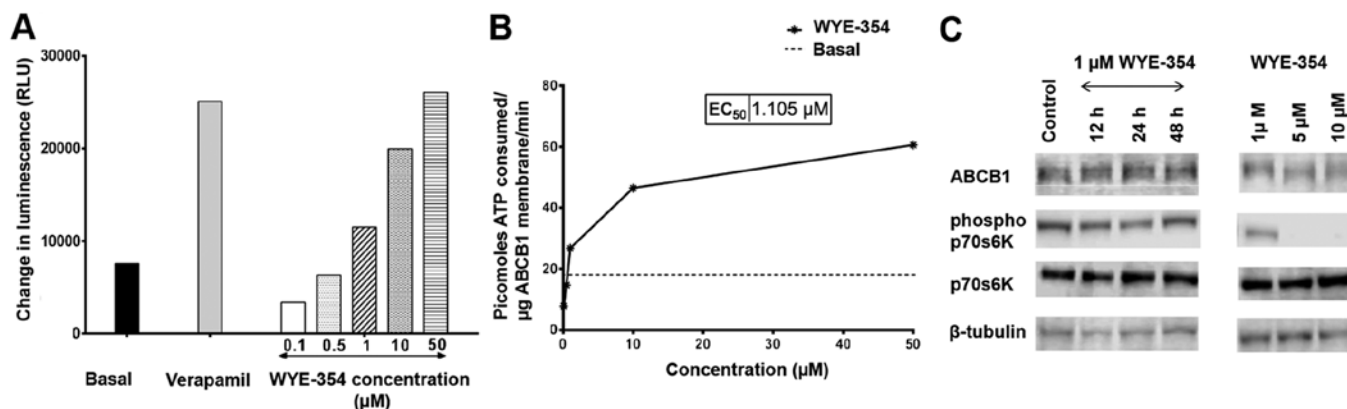 A
Change in luminescence (RLU)
30000
20000
10000
0
0.1 0.5 1 10 50
Basal Verapamil WYE-354 concentration
(µM)
B
WYE-354
Basal
Picomoles ATP consumed/
µg ABCB1 membrane/min
80
60
40
20
0
EC50 1.105 µM
0 10 20 30 40 50
Concentration (µM)
C
1 µM WYE-354 WYE-354
Control 12 h 24 h 48 h 1µ M 5 µM 10 µM
ABCB1
phospho
p70s6K
p70s6K
β-tubulin